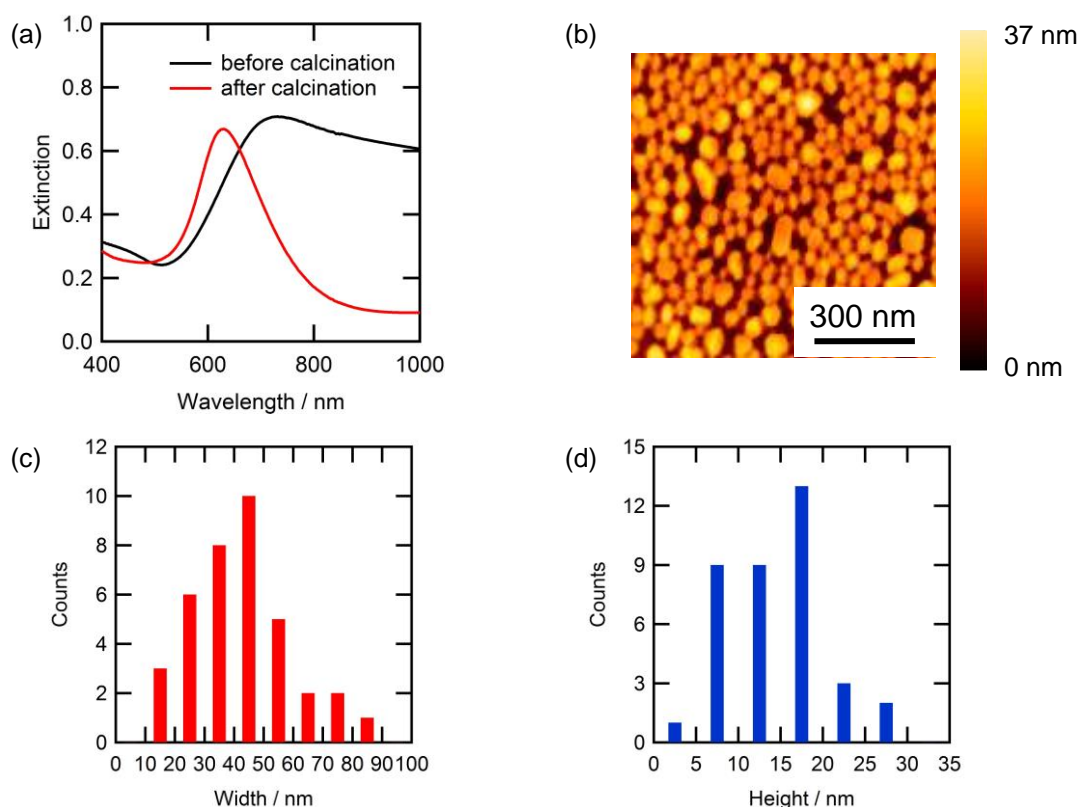 (a)
1.0
0.8
0.6
0.4
0.2
0.0
Extinction
before calcination
after calcination
400 600 800 1000
Wavelength / nm
(b)
300 nm
37 nm
0 nm
(c)
12
10
8
6
4
2
0
Counts
0 10 20 30 40 50 60 70 80 90 100
Width / nm
(d)
15
12
9
6
3
0
Counts
0 5 10 15 20 25 30 35
Height / nm